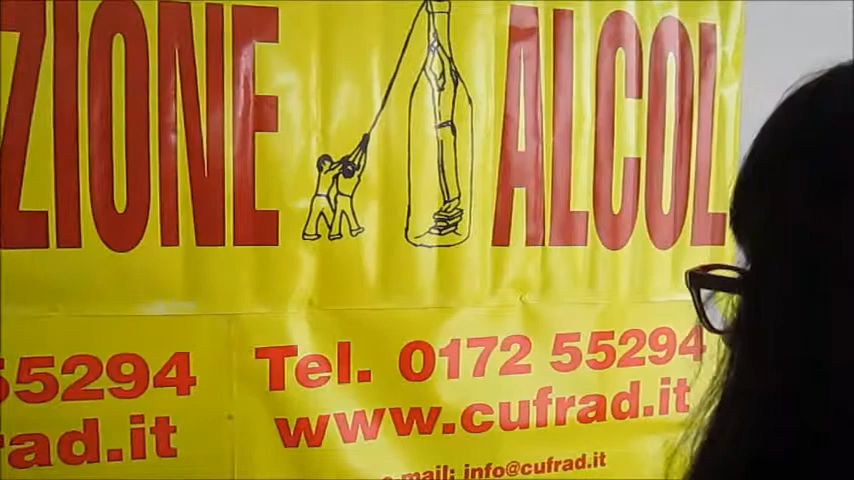 ZIONE ALCOL
55294 Tel. 0172 55294
www.cufrad.it
rad.it
e-mail: info@cufrad.it